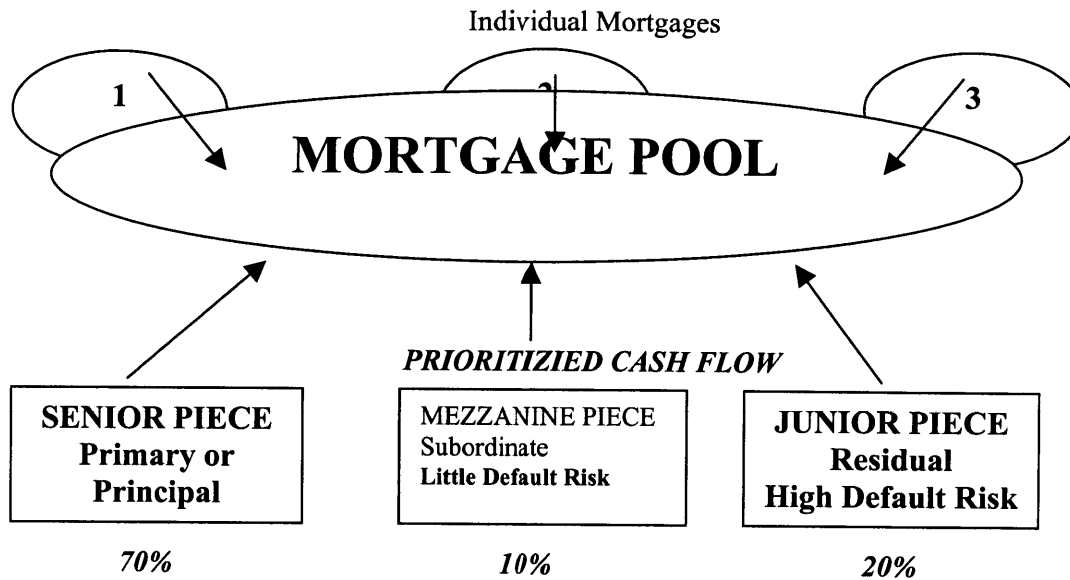 Individual Mortgages
1
3
MORTGAGE POOL
PRIORITIZIED CASH FLOW
SENIOR PIECE
Primary or
Principal
MEZZANINE PIECE
Subordinate
Little Default Risk
JUNIOR PIECE
Residual
High Default Risk
70%
10%
20%